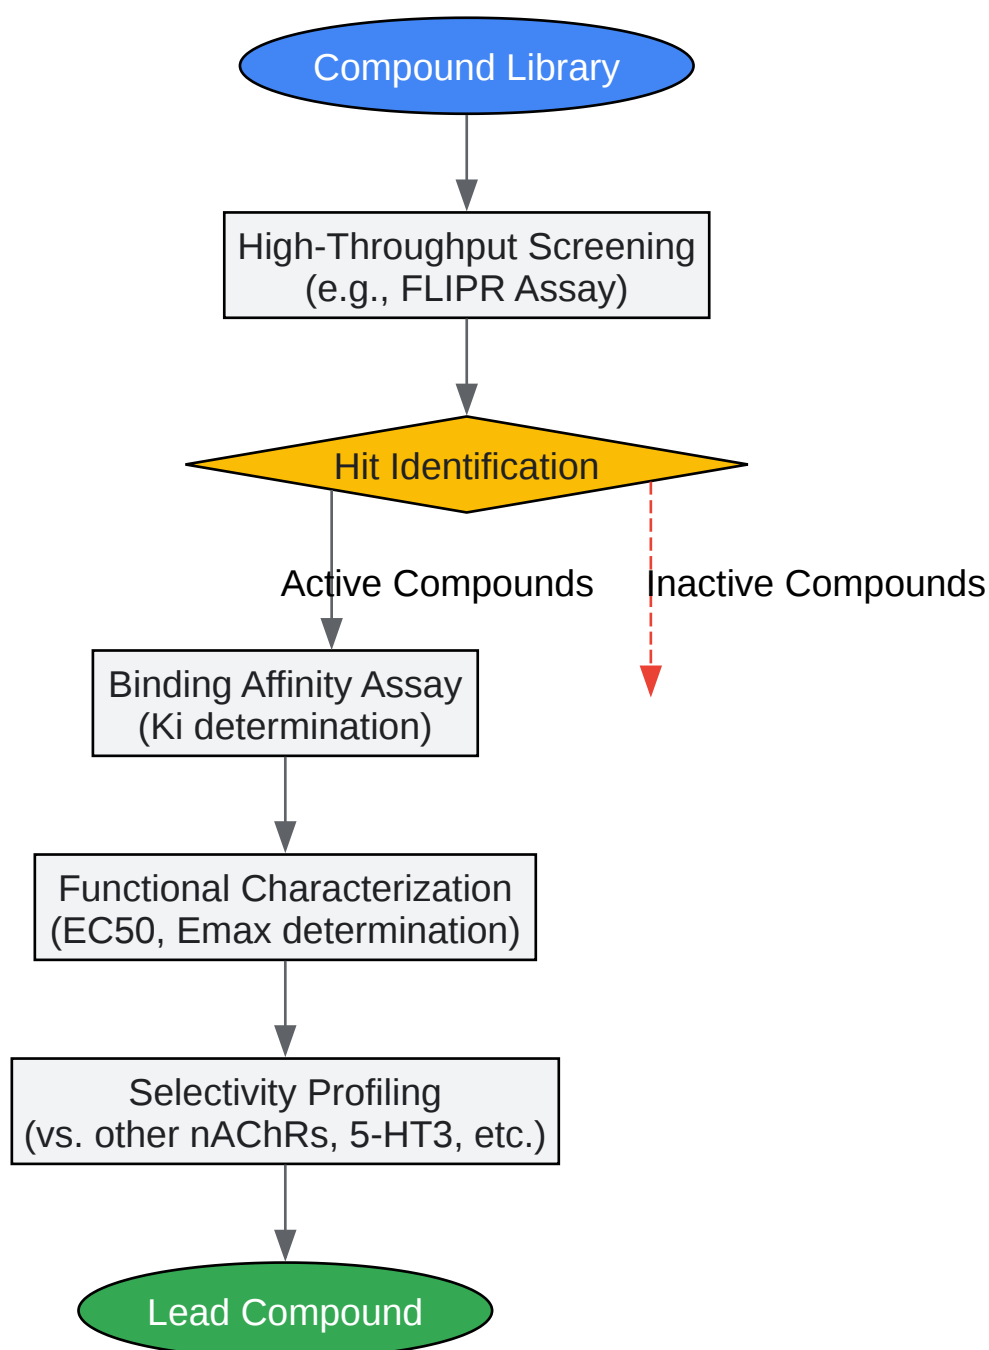 Compound Library
High-Throughput Screening
(e.g., FLIPR Assay)
Hit Identification
Active Compounds
Inactive Compounds
Binding Affinity Assay
(Ki determination)
Functional Characterization
(EC50, Emax determination)
Selectivity Profiling
(vs. other nAChRs, 5-HT3, etc.)
Lead Compound